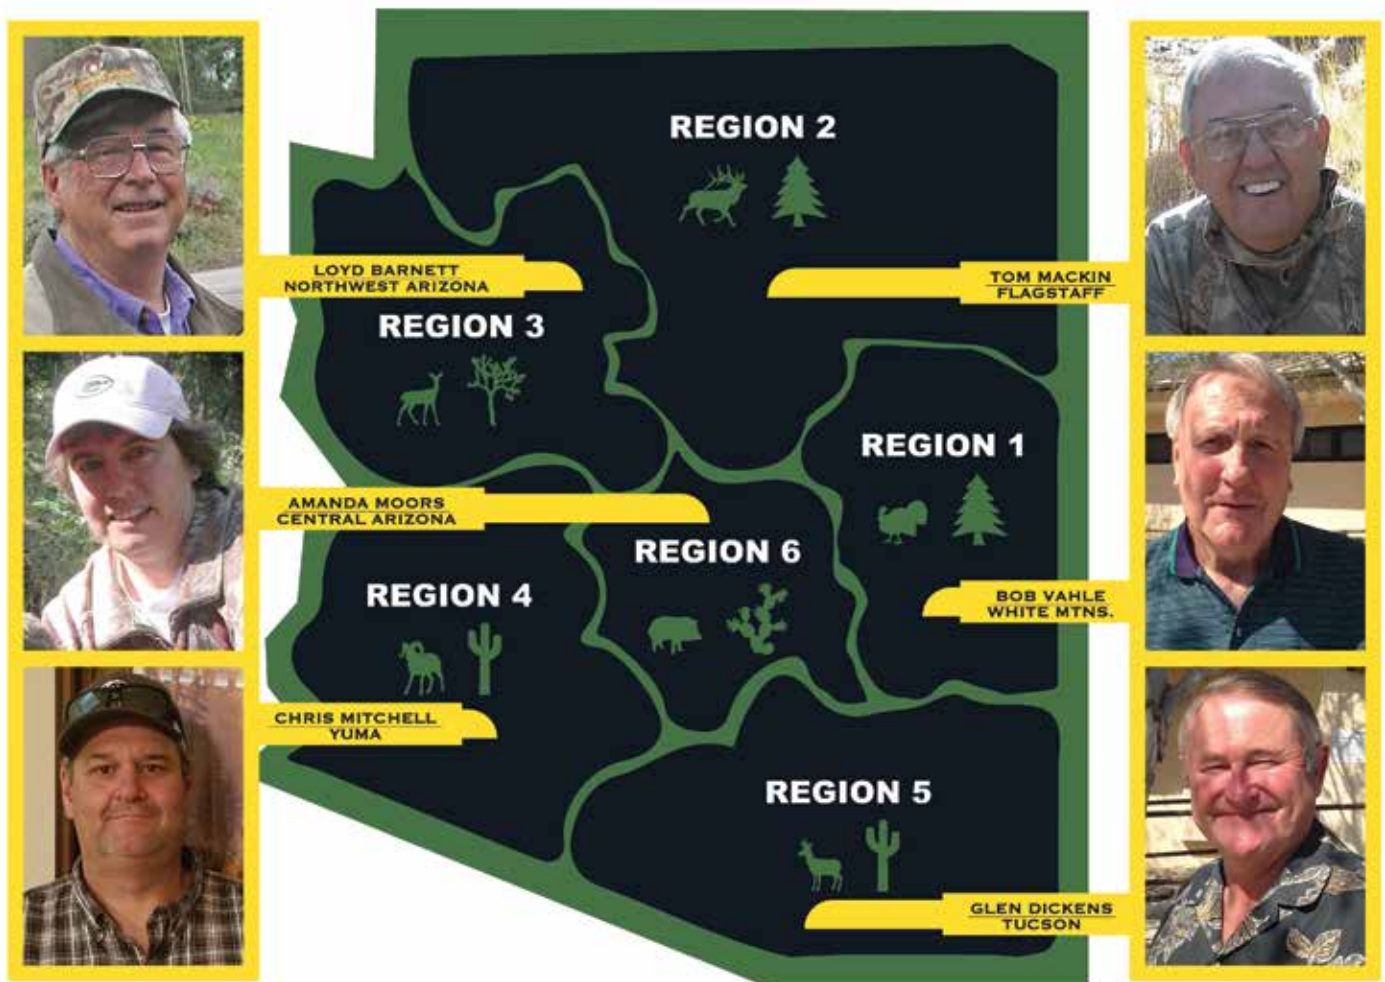 REGION 2
LOYD BARNETT
NORTHWEST ARIZONA
TOM MACKIN
FLAGSTAFF
REGION 3
REGION 1
AMANDA MOORS
CENTRAL ARIZONA
REGION 6
REGION 4
BOB VAHLE
WHITE MTNS.
CHRIS MITCHELL
YUMA
REGION 5
GLEN DICKENS
TUCSON